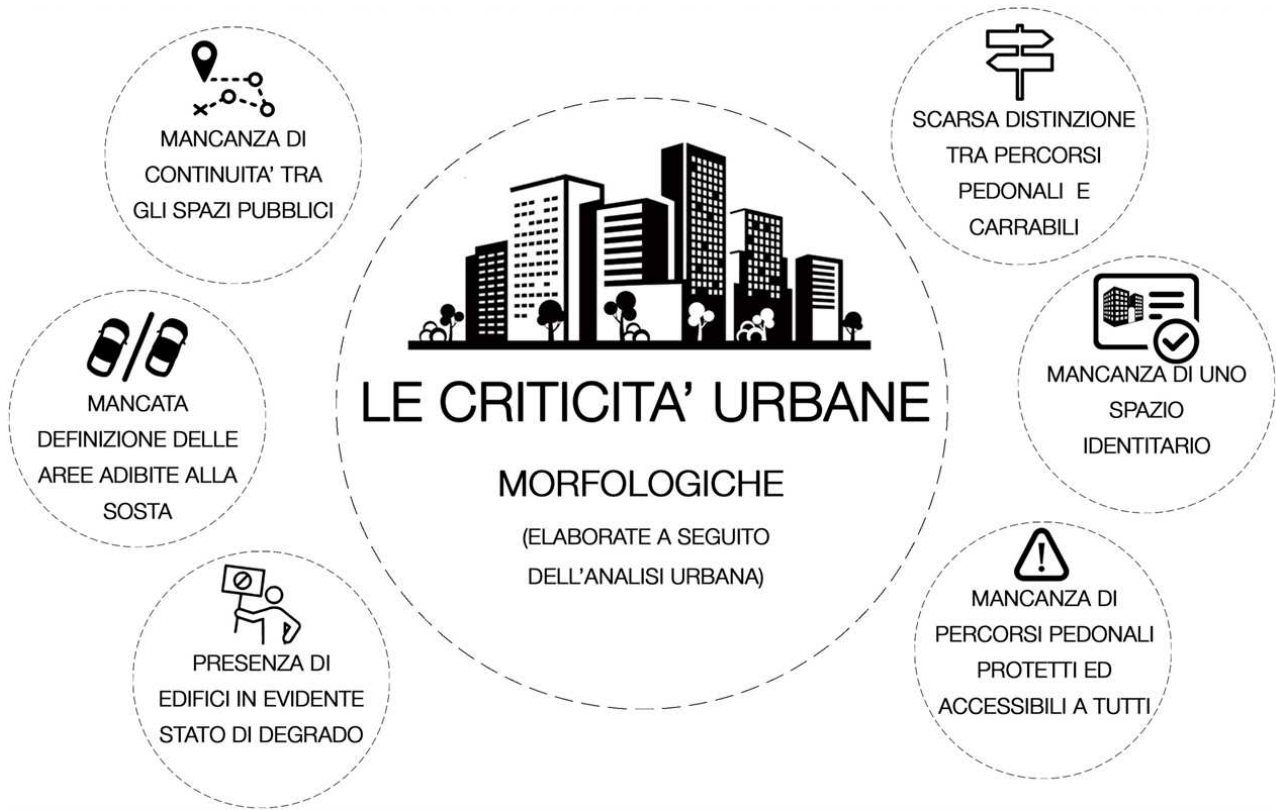 MANCANZA DI
CONTINUITA’ TRA
GLI SPAZI PUBBLICI
MANCATA
DEFINIZIONE DELLE
AREE ADIBITE ALLA
SOSTA
PRESENZA DI
EDIFICI IN EVIDENTE
STATO DI DEGRADO
LE CRITICITA’ URBANE
MORFOLOGICHE
(ELABORATE A SEGUITO
DELL’ANALISI URBANA)
SCARSA DISTINZIONE
TRA PERCORSI
PEDONALI E
CARRABILI
MANCANZA DI UNO
SPAZIO
IDENTITARIO
MANCANZA DI
PERCORSI PEDONALI
PROTETTI ED
ACCESSIBILI A TUTTI